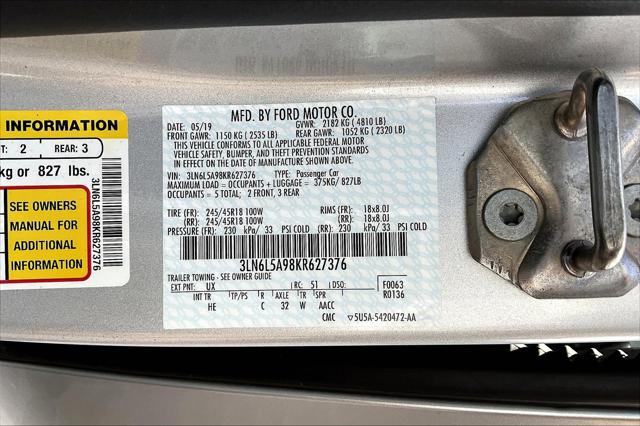 INFORMATION
NT: 2 REAR: 3
kg or 827 lbs.
SEE OWNERS
MANUAL FOR
ADDITIONAL
INFORMATION
3LN6L5A98KR627376
MFD. BY FORD MOTOR CO.
DATE: 05/19 GVWR: 2182 KG ( 4810 LB)
FRONT GAWR: 1150 KG ( 2535 LB) REAR GAWR: 1052 KG ( 2320 LB)
THIS VEHICLE CONFORMS TO ALL APPLICABLE FEDERAL MOTOR
VEHICLE SAFETY, BUMPER, AND THEFT PREVENTION STANDARDS
IN EFFECT ON THE DATE OF MANUFACTURE SHOWN ABOVE.
VIN: 3LN6L5A98KR627376 TYPE: Passenger Car
MAXIMUM LOAD = OCCUPANTS + LUGGAGE = 375KG/827LB
OCCUPANTS = 5 TOTAL; 2 FRONT, 3 REAR
TIRE (FR): 245/45R18 100W RIMS (FR): 18x8.0J
(RR): 245/45R18 100W (RR): 18x8.0J
PRESSURE (FR): 230 kPa/ 33 PSI COLD (RR): 230 kPa/ 33 PSI COLD
3LN6L5A98KR627376
TRAILER TOWING - SEE OWNER GUIDE
EXT PNT: UX RC: 51 DSO: F0063
INT TR TP/PS R AXLE TR SPR R0136
HE C 32 W AACC
CMC ▽5U5A-5420472-AA